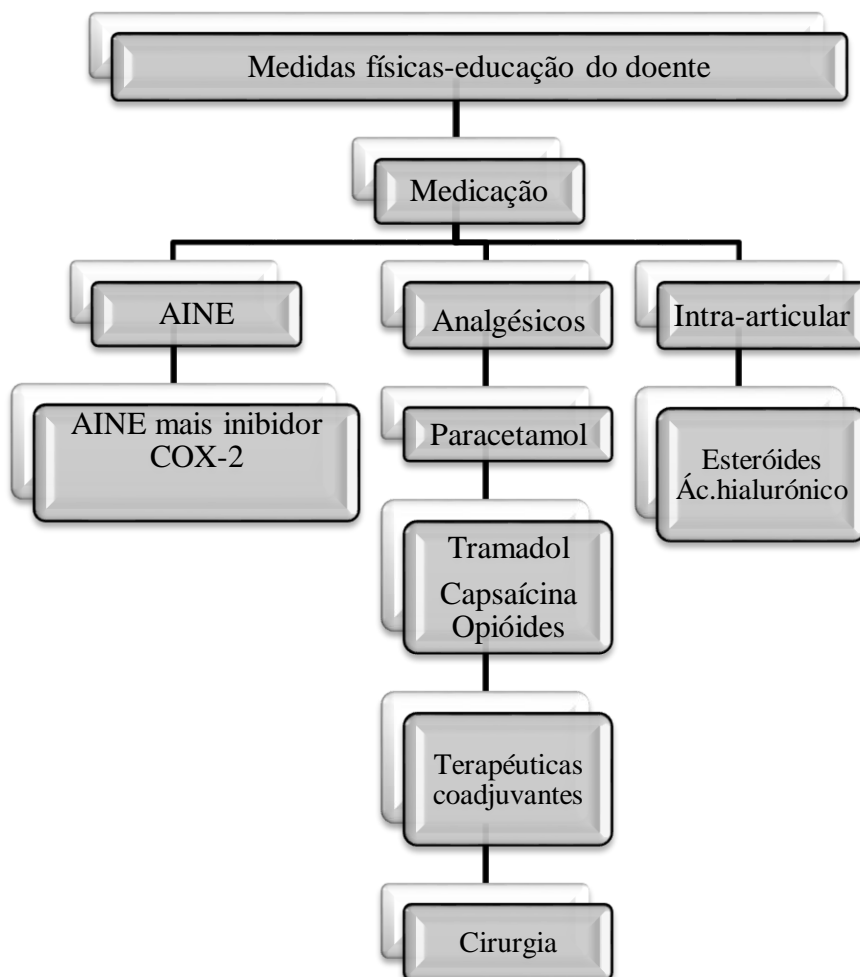 Medidas físicas-educação do doente
Medicação
AINE
Analgésicos
Intra-articular
AINE mais inibidor
COX-2
Paracetamol
Esteróides
Ác.hialurónico
Tramadol
Capsaícina
Opióides
Terapéuticas
coadjuvantes
Cirurgia